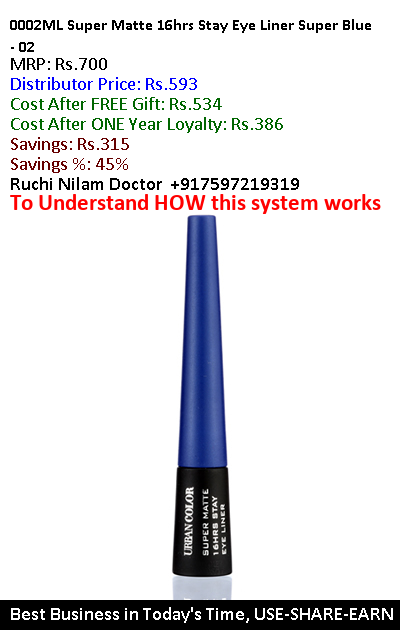 0002ML Super Matte 16hrs Stay Eye Liner Super Blue
- 02
MRP: Rs.700
Distributor Price: Rs.593
Cost After FREE Gift: Rs.534
Cost After ONE Year Loyalty: Rs.386
Savings: Rs.315
Savings %: 45%
Ruchi Nilam Doctor +917597219319
To Understand HOW this system works
URBAN COLOR
SUPER MATTE
16HRS STAY
EYE LINER
Best Business in Today's Time, USE-SHARE-EARN